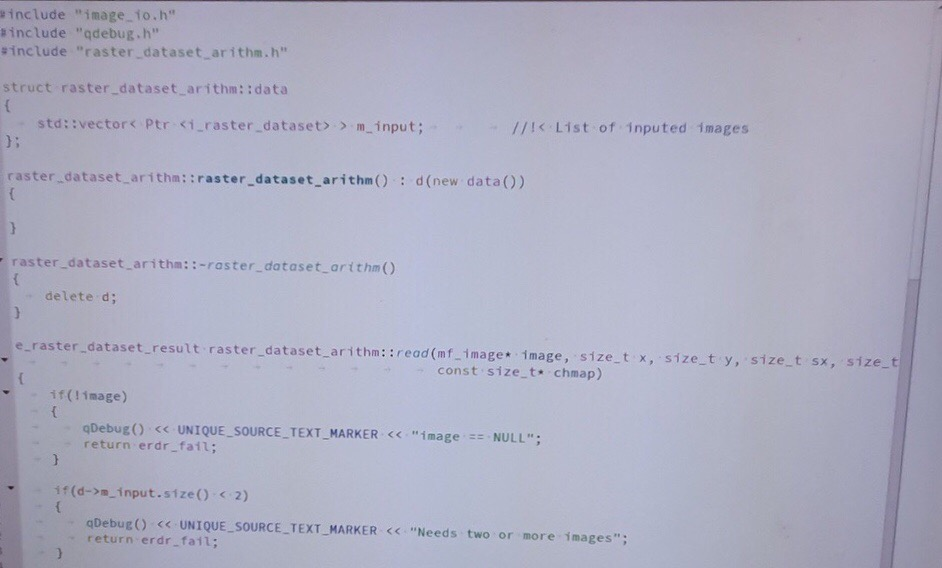 #include "image_io.h"
#include "qdebug.h"
#include "raster_dataset_arithm.h"
struct raster_dataset_arithm::data
{
std::vector< Ptr <i_raster_dataset> > m_input; //!< List of inputed images
};
raster_dataset_arithm::raster_dataset_arithm() : d(new data())
{
}
raster_dataset_arithm::~raster_dataset_arithm()
{
delete d;
}
e_raster_dataset_result raster_dataset_arithm::read(mf_image* image, size_t x, size_t y, size_t sx, size_t
const size_t* chmap)
{
if(!image)
{
qDebug() << UNIQUE_SOURCE_TEXT_MARKER << "image == NULL";
return erdr_fail;
}
if(d->m_input.size() < 2)
{
qDebug() << UNIQUE_SOURCE_TEXT_MARKER << "Needs two or more images";
return erdr_fail;
}